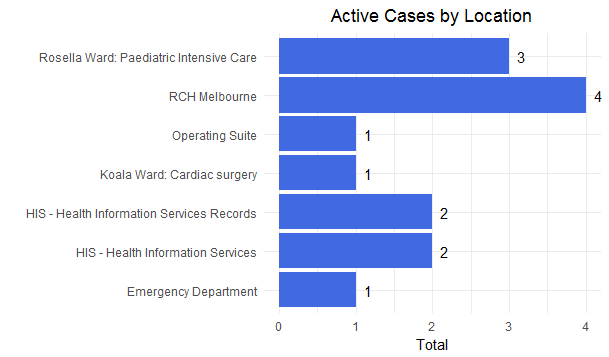 Active Cases by Location
Rosella Ward: Paediatric Intensive Care
3
RCH Melbourne
4
Operating Suite
1
Koala Ward: Cardiac surgery
1
HIS - Health Information Services Records
2
HIS - Health Information Services
2
Emergency Department
1
0 1 2 3 4
Total